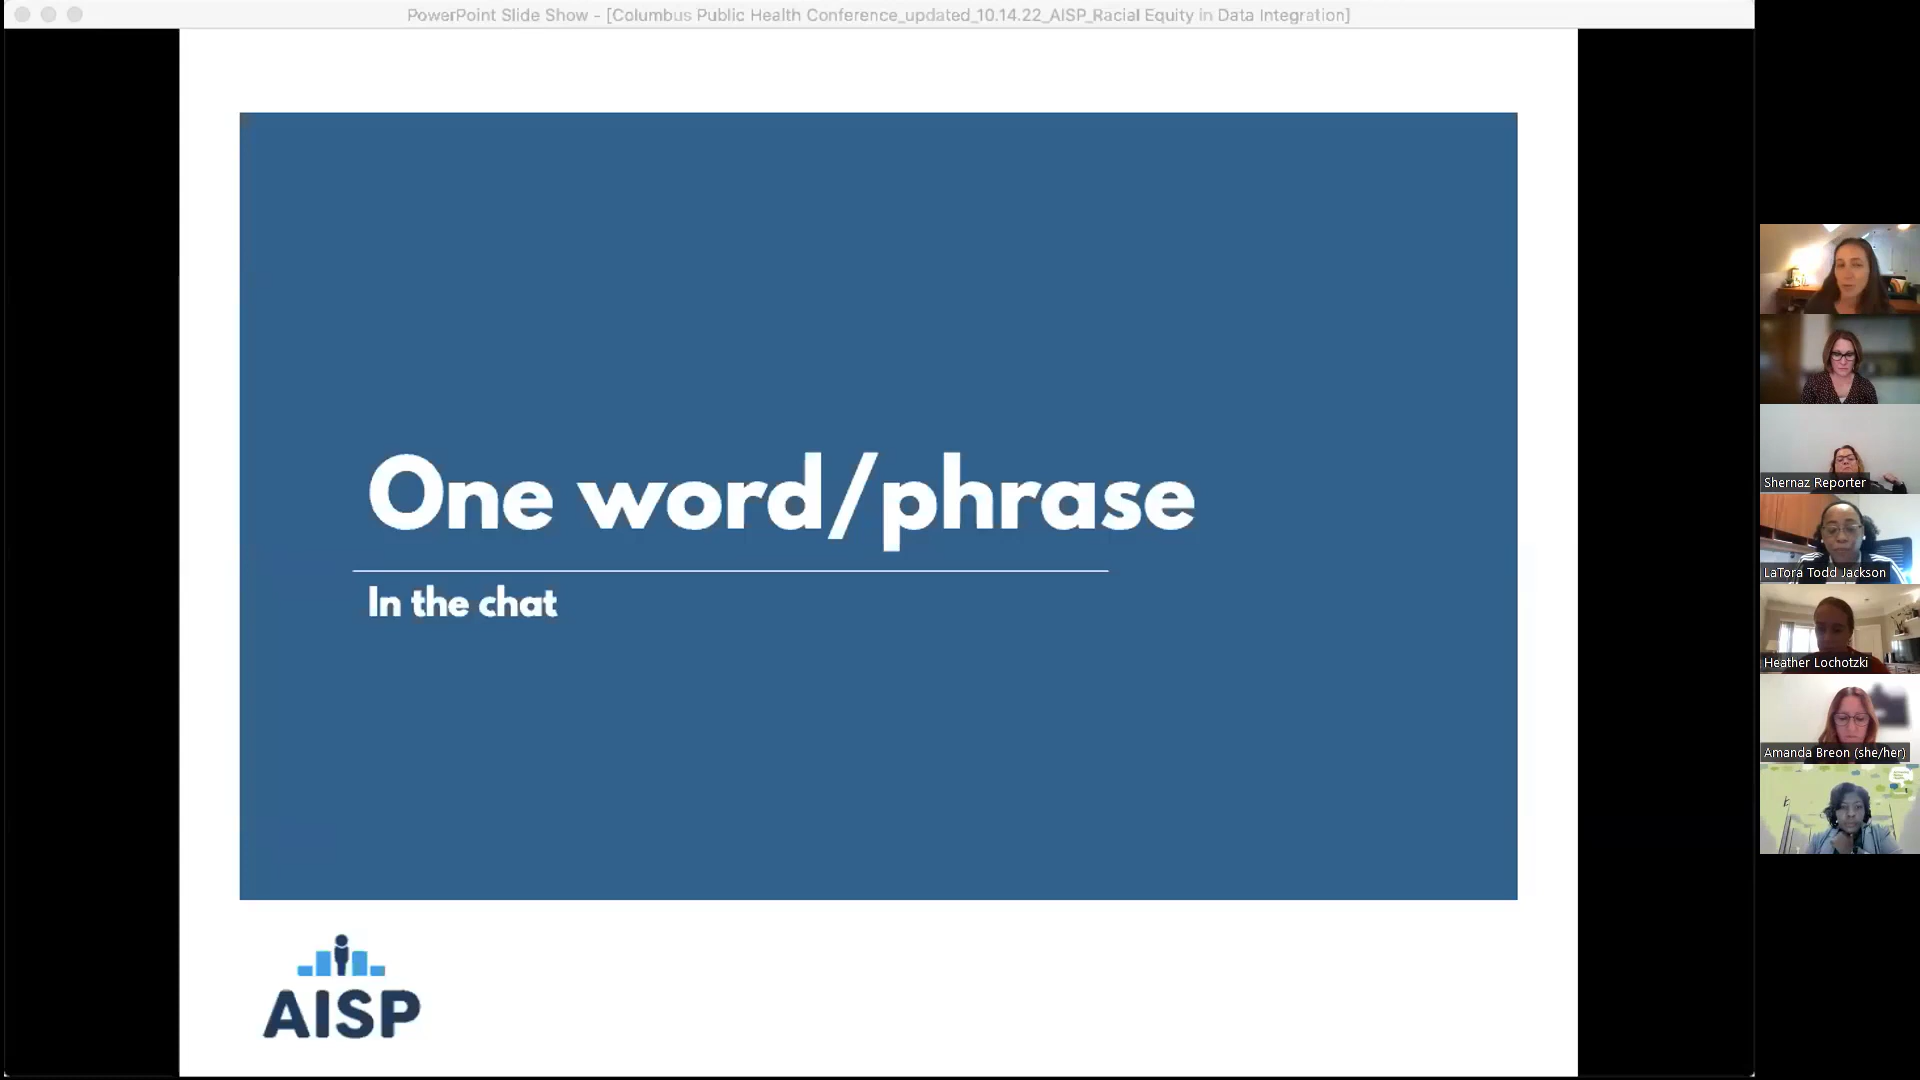 PowerPoint Slide Show - [Columbus Public Health Conference_updated_10.14.22_AISP_Racial Equity in Data Integration]
One word/phrase
In the chat
AISP
Shernaz Reporter
LaTora Todd Jackson
Heather Lochotzki
Amanda Breon (she/her)